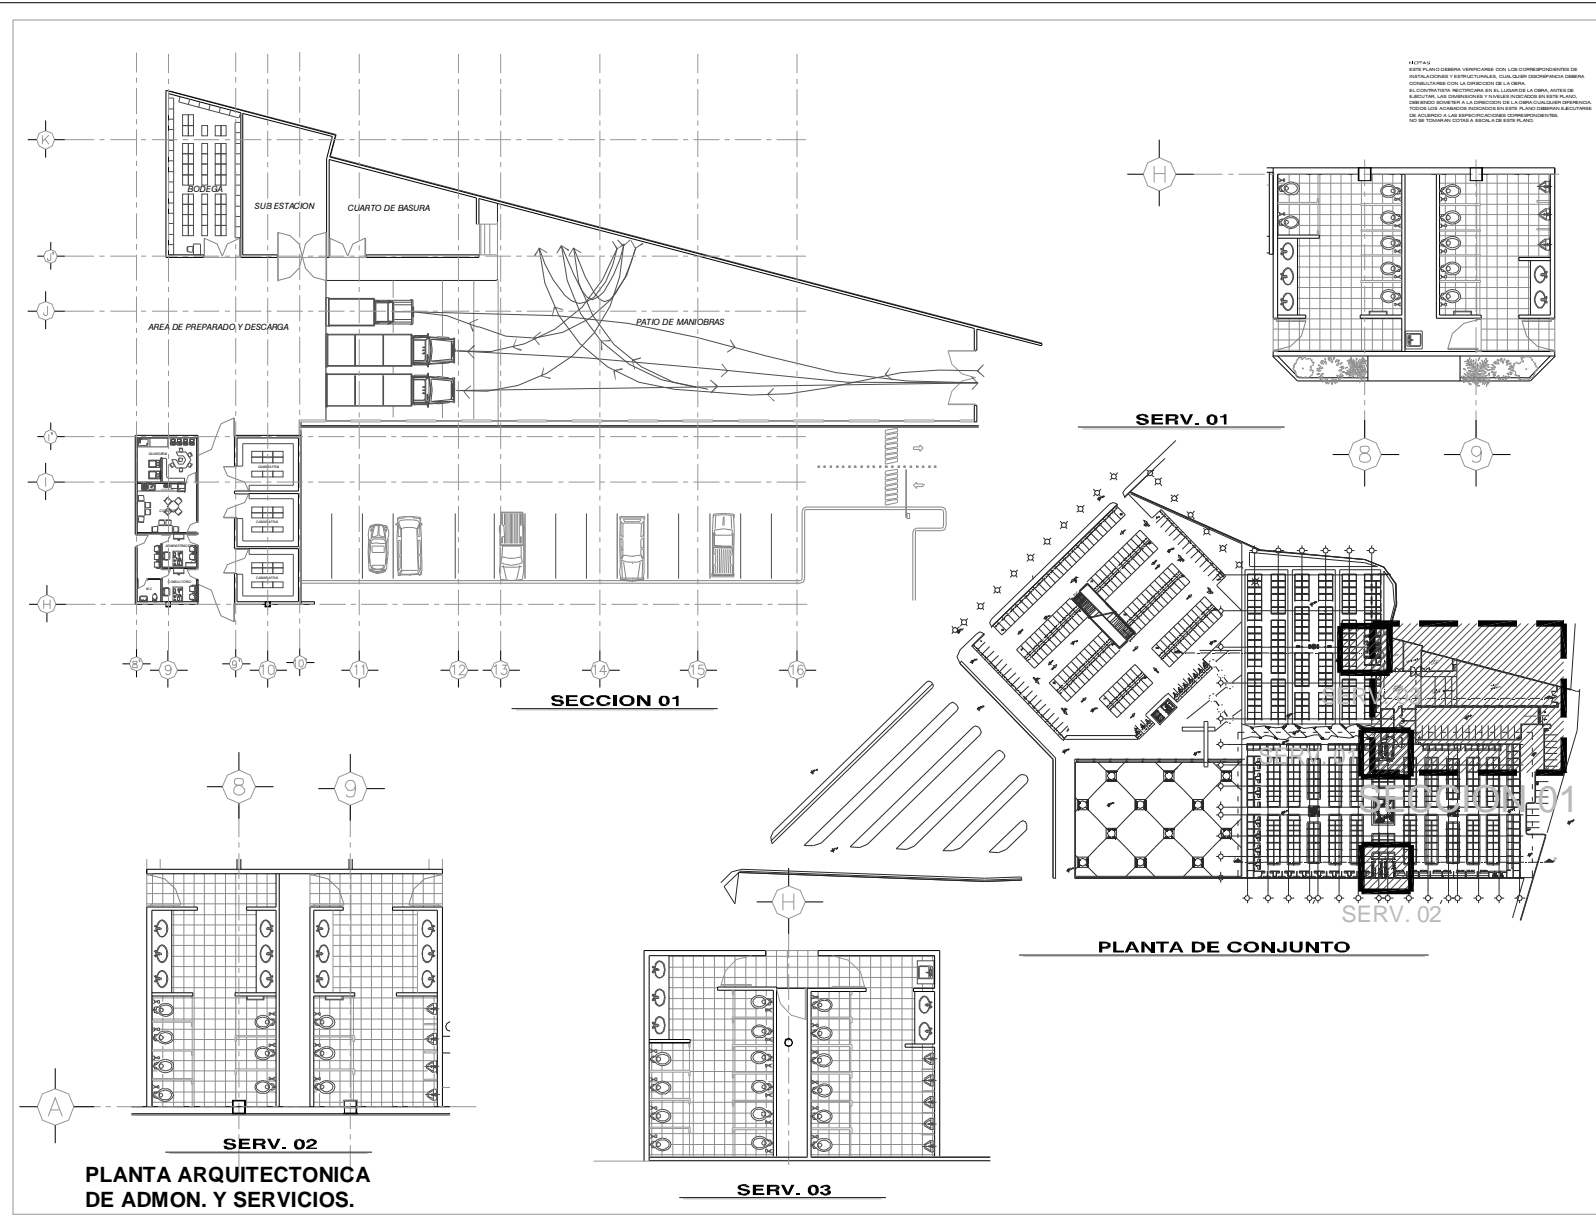 NOTAS
ESTE PLANO DEBERA VERIFICARSE CON LOS CORRESPONDIENTES DE
INSTALACIONES Y ESTRUCTURALES, CUALQUIER DISCREPANCIA DEBERA
CONSULTARSE CON LA DIRECCION DE LA OBRA.
EL CONTRATISTA RECTIFICARA EN EL LUGAR DE LA OBRA, ANTES DE
EJECUTAR, LAS DIMENSIONES Y NIVELES INDICADOS EN ESTE PLANO,
DEBIENDO SOMETER A LA DIRECCION DE LA OBRA CUALQUIER DIFERENCIA.
TODOS LOS ACABADOS INDICADOS EN ESTE PLANO DEBERAN EJECUTARSE
DE ACUERDO A LAS ESPECIFICACIONES CORRESPONDIENTES.
NO SE TOMARAN COTAS A ESCALA DE ESTE PLANO.
K
BODEGA
SUB ESTACION
CUARTO DE BASURA
J'
J
AREA DE PREPARADO Y DESCARGA
PATIO DE MANIOBRAS
I'
I
H
8' 9 9' 10 10' 11 12 13 14 15 16
SECCION 01
H
SERV. 01
8 9
SERV. 01
SECCION 01
SERV. 02
PLANTA DE CONJUNTO
8 9
A
SERV. 02
H
SERV. 03
PLANTA ARQUITECTONICA
DE ADMON. Y SERVICIOS.